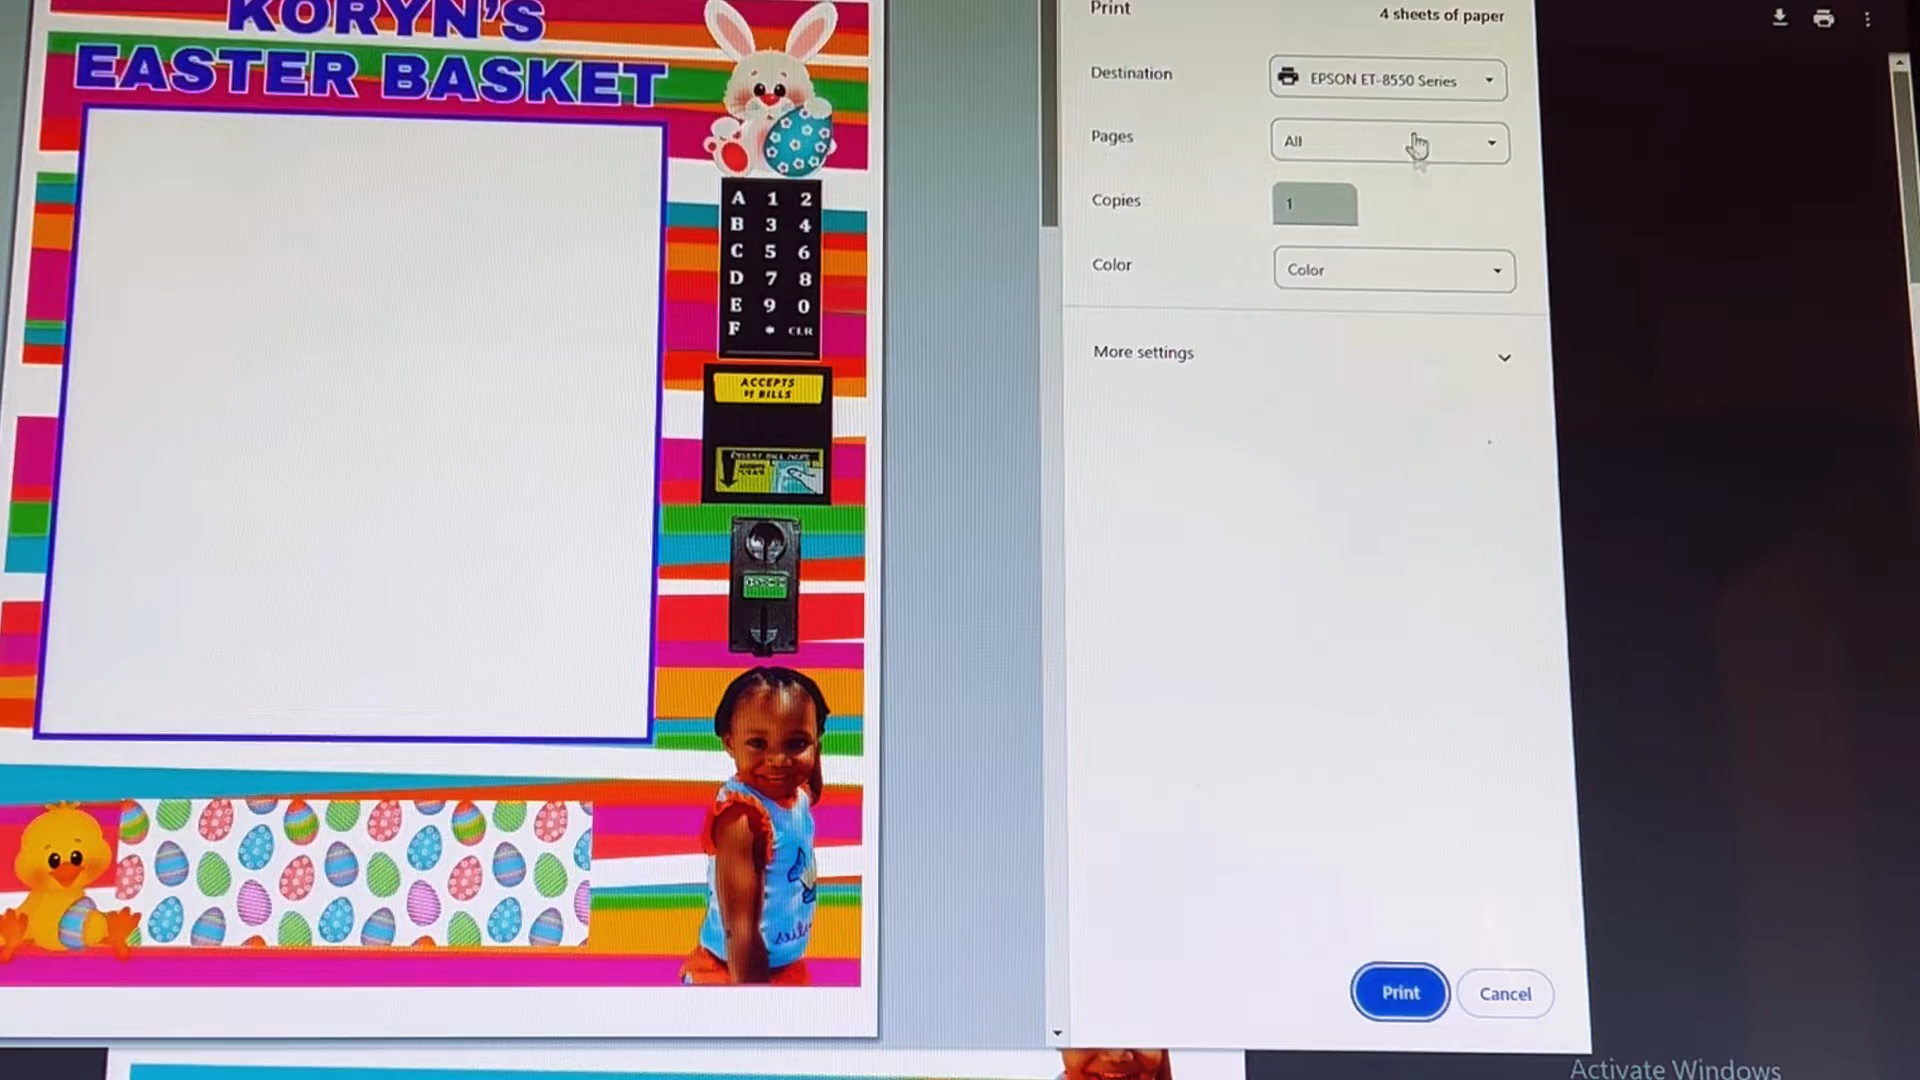 KORYN'S
EASTER BASKET
A 1 2
B 3 4
C 5 6
D 7 8
E 9 0
F * CLR
ACCEPTS
$1 BILLS
Print
4 sheets of paper
Destination
EPSON ET-8550 Series
Pages
All
Copies
1
Color
Color
More settings
Print
Cancel
Activate Windows